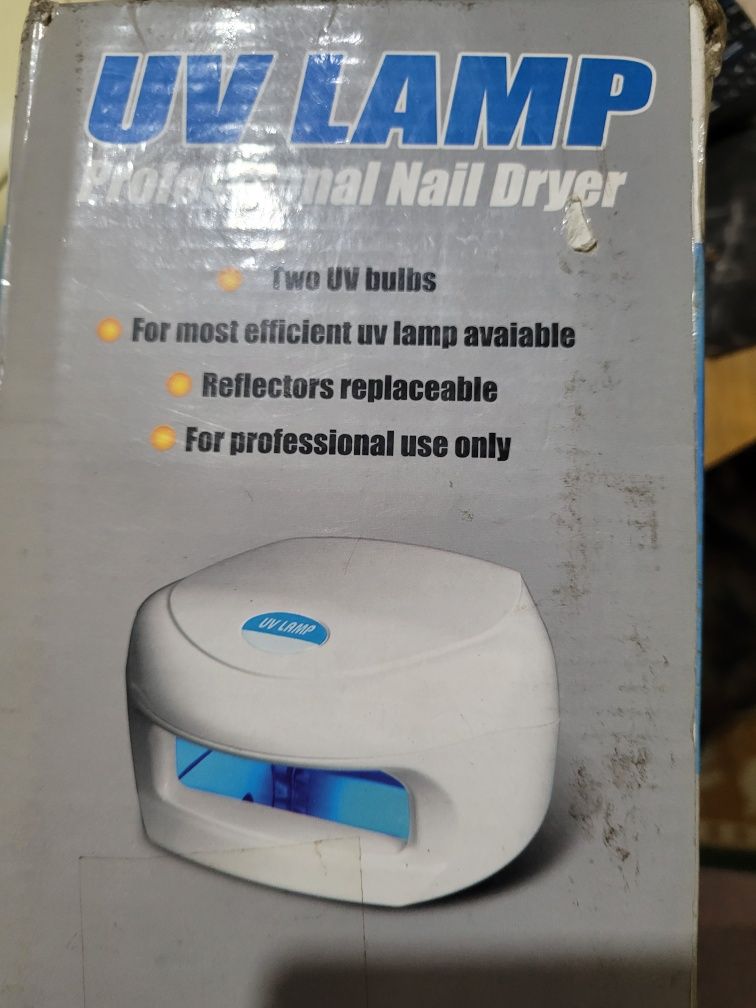 UV LAMP
Professional Nail Dryer
Two UV bulbs
For most efficient uv lamp avaiable
Reflectors replaceable
For professional use only
UV LAMP